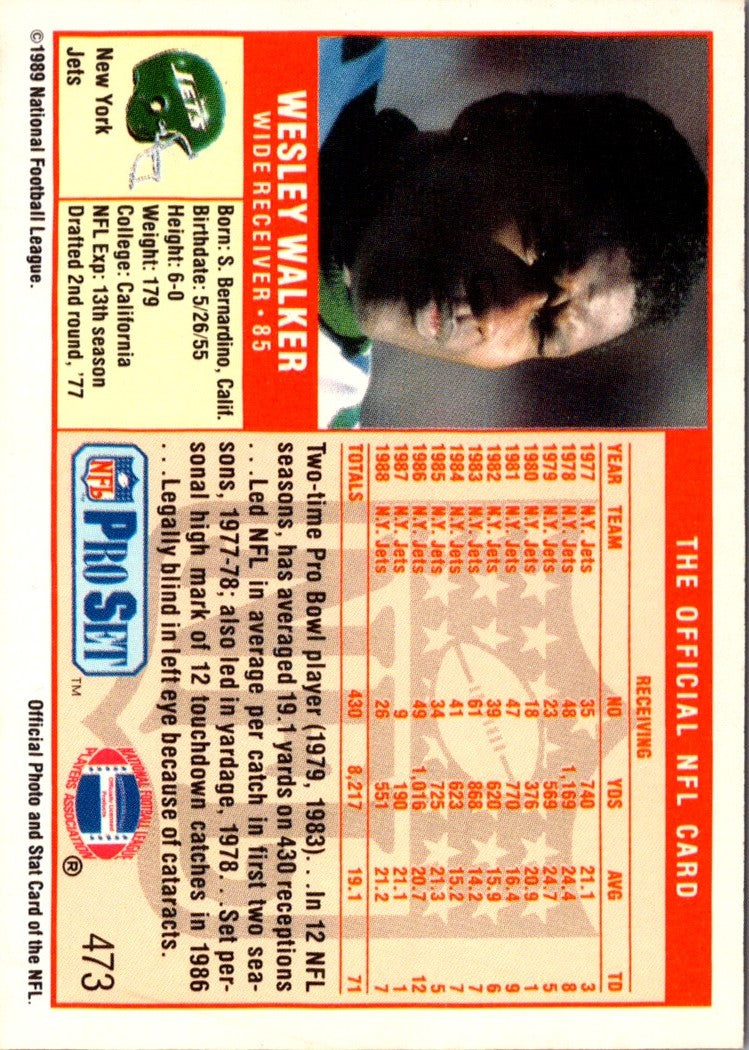 THE OFFICIAL NFL CARD
WESLEY WALKER
WIDE RECEIVER • 85
JETS
New York
Jets
Born: S. Bernardino, Calif.
Birthdate: 5/26/55
Height: 6-0
Weight: 179
College: California
NFL Exp: 13th season
Drafted 2nd round, '77
RECEIVING
YEAR TEAM NO YDS AVG TD
1977 N.Y. Jets 35 740 21.1 3
1978 N.Y. Jets 48 1,169 24.4 8
1979 N.Y. Jets 23 569 24.7 5
1980 N.Y. Jets 18 376 20.9 1
1981 N.Y. Jets 47 770 16.4 9
1982 N.Y. Jets 39 620 15.9 6
1983 N.Y. Jets 61 868 14.2 7
1984 N.Y. Jets 41 623 15.2 7
1985 N.Y. Jets 34 725 21.3 5
1986 N.Y. Jets 49 1,016 20.7 12
1987 N.Y. Jets 9 190 21.1 1
1988 N.Y. Jets 26 551 21.2 7
TOTALS 430 8,217 19.1 71
Two-time Pro Bowl player (1979, 1983). . .In 12 NFL
seasons, has averaged 19.1 yards on 430 receptions
. . .Led NFL in average per catch in first two sea-
sons, 1977-78; also led in yardage, 1978. . .Set per-
sonal high mark of 12 touchdown catches in 1986
. . .Legally blind in left eye because of cataracts.
NFL PRO SET ™
NATIONAL FOOTBALL LEAGUE
PLAYERS ASSOCIATION
®
473
©1989 National Football League.
Official Photo and Stat Card of the NFL.